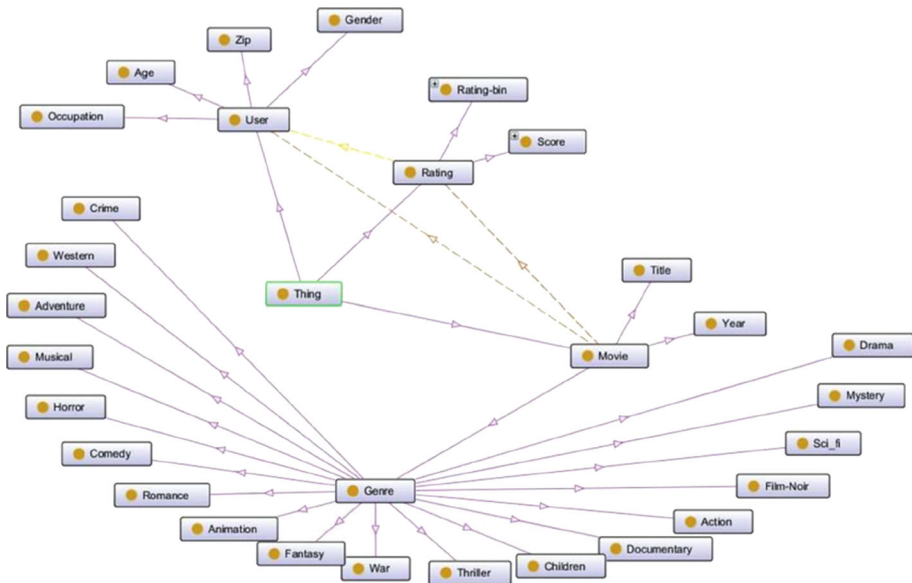 Gender
Zip
Age
Occupation
User
Rating-bin
Score
Rating
Crime
Western
Adventure
Musical
Horror
Comedy
Romance
Animation
Fantasy
War
Thing
Title
Year
Movie
Genre
Drama
Mystery
Sci_fi
Film-Noir
Action
Documentary
Children
Thriller